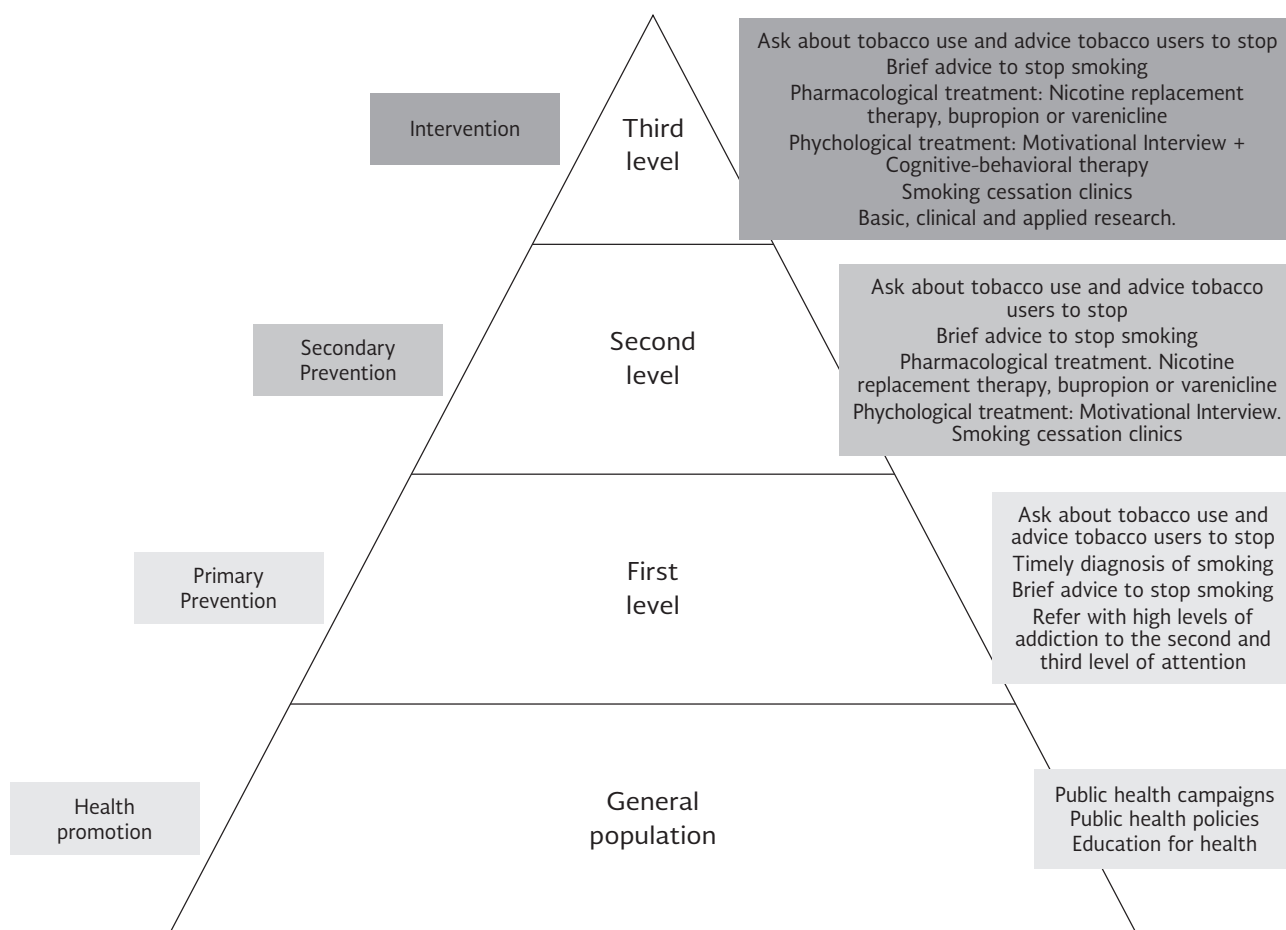 Intervention
Third
level
Ask about tobacco use and advice tobacco users to stop
Brief advice to stop smoking
Pharmacological treatment: Nicotine replacement
therapy, bupropion or varenicline
Phychological treatment: Motivational Interview +
Cognitive-behavioral therapy
Smoking cessation clinics
Basic, clinical and applied research.
Secondary
Prevention
Second
level
Ask about tobacco use and advice tobacco
users to stop
Brief advice to stop smoking
Pharmacological treatment. Nicotine
replacement therapy, bupropion or varenicline
Phychological treatment: Motivational Interview.
Smoking cessation clinics
Primary
Prevention
First
level
Ask about tobacco use and
advice tobacco users to stop
Timely diagnosis of smoking
Brief advice to stop smoking
Refer with high levels of
addiction to the second and
third level of attention
Health
promotion
General
population
Public health campaigns
Public health policies
Education for health